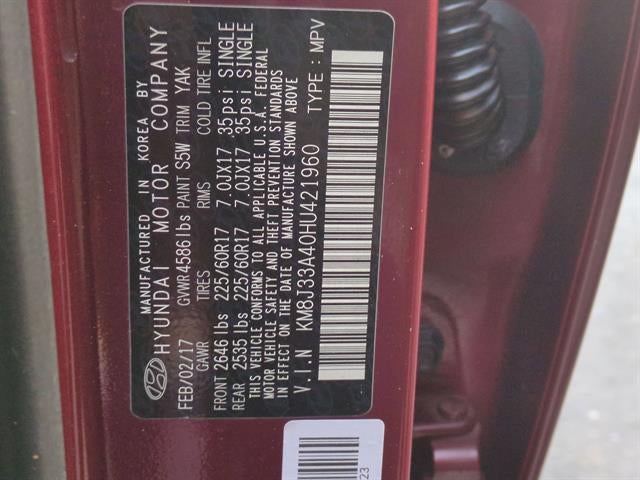 MANUFACTURED IN KOREA BY
HYUNDAI MOTOR COMPANY
FEB/02/17 GVWR 4586 lbs PAINT S5W TRIM YAK
GAWR TIRES RIMS COLD TIRE INFL
FRONT 2646 lbs 225/60R17 7.0JX17 35psi SINGLE
REAR 2535 lbs 225/60R17 7.0JX17 35psi SINGLE
THIS VEHICLE CONFORMS TO ALL APPLICABLE U.S.A. FEDERAL
MOTOR VEHICLE SAFETY AND THEFT PREVENTION STANDARDS
IN EFFECT ON THE DATE OF MANUFACTURE SHOWN ABOVE
V.I.N KM8J33A40HU421960 TYPE : MPV
23